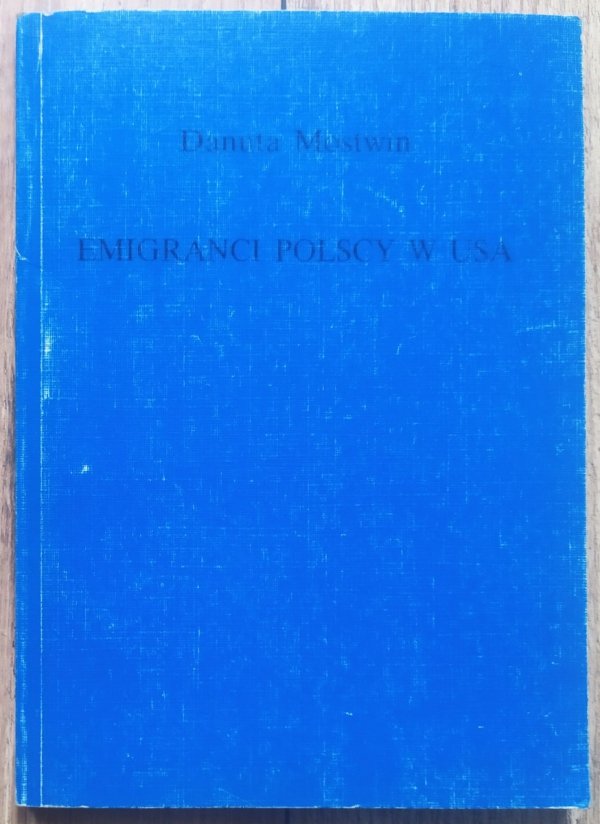 Danuta Mostwin
EMIGRANCI POLSCY W USA